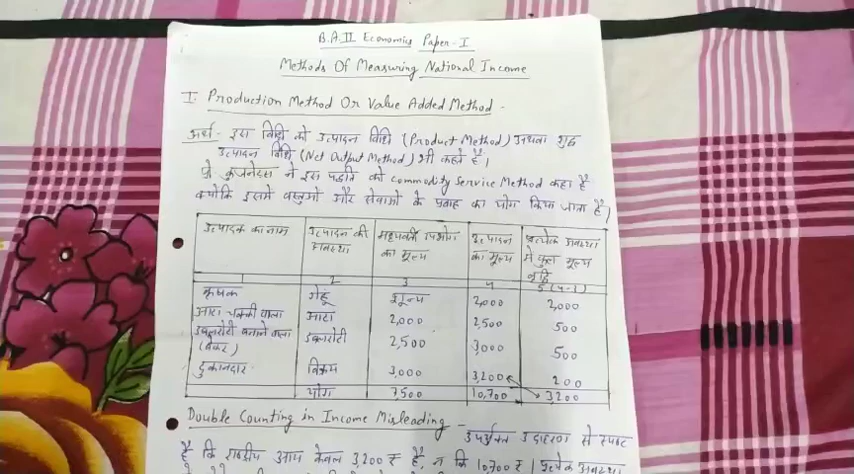 B.A.II Economics Paper-I
Methods Of Measuring National Income
I. Production Method Or Value Added Method -
अर्थ - इस विधि को उत्पादन विधि (Product Method) अथवा शुद्ध
उत्पादन विधि (Net Output Method) भी कहते हैं।
प्रो. कुजनेट्स ने इस पद्धति को Commodity Service Method कहा है
क्योंकि इसमें वस्तुओं और सेवाओं के प्रवाह का योग किया जाता है।
उत्पादक का नाम उत्पादन की अवस्था मध्यवर्ती उपभोग का मूल्य उत्पादन का मूल्य प्रत्येक अवस्था में कुल मूल्य वृद्धि
1 2 3 4 5 (4-3)
कृषक गेहूं शून्य 2,000 2,000
आटा चक्की वाला आटा 2,000 2,500 500
डबलरोटी बनाने वाला (बेकर) डबलरोटी 2,500 3,000 500
दुकानदार विक्रय 3,000 3,200 200
योग 7,500 10,700 3,200
Double Counting in Income Misleading - उपर्युक्त उदाहरण से स्पष्ट
है कि राष्ट्रीय आय केवल 3,200 ₹ है, न कि 10,700 ₹। प्रत्येक अवस्था